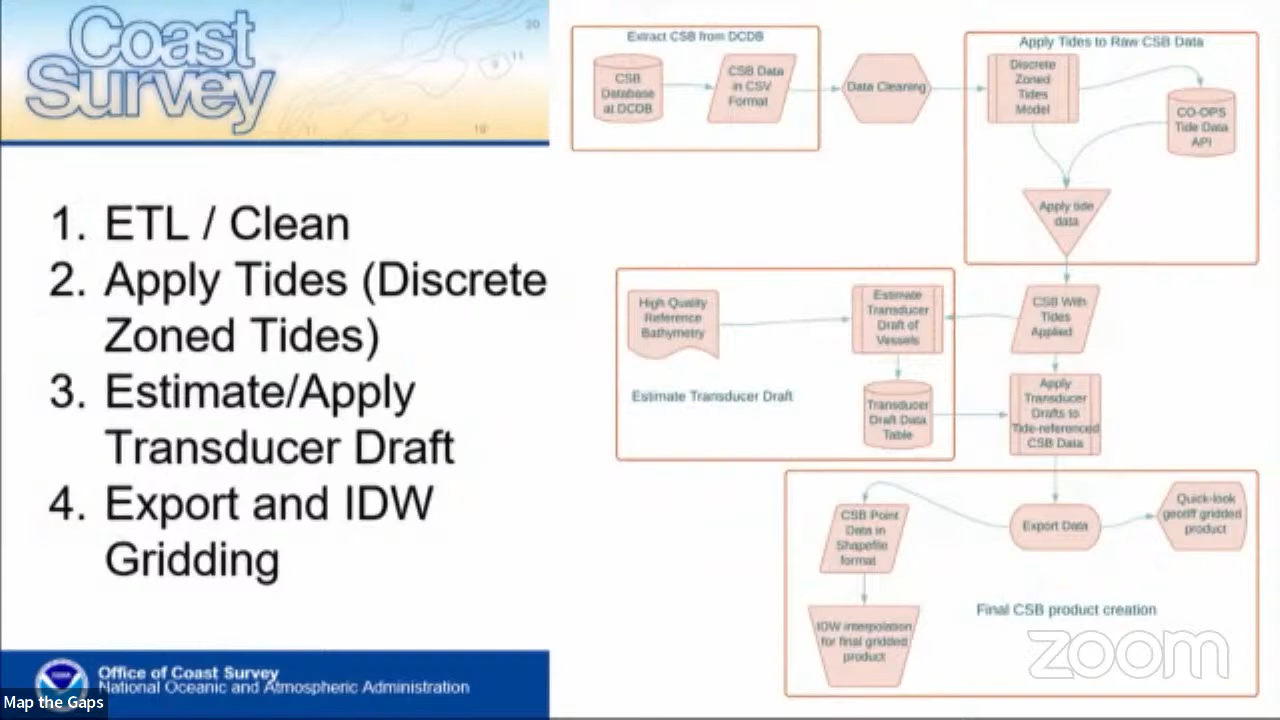 Coast
Survey
20
11
9
11
10
1. ETL / Clean
2. Apply Tides (Discrete
Zoned Tides)
3. Estimate/Apply
Transducer Draft
4. Export and IDW
Gridding
Office of Coast Survey
National Oceanic and Atmospheric Administration
Map the Gaps
Extract CSB from DCDB
CSB
Database
at DCDB
CSB Data
in CSV
Format
Data Cleaning
Apply Tides to Raw CSB Data
Discrete
Zoned
Tides
Model
CO-OPS
Tide Data
API
Apply tide
data
High Quality
Reference
Bathymetry
Estimate
Transducer
Draft of
Vessels
CSB With
Tides
Applied
Estimate Transducer Draft
Transducer
Draft Data
Table
Apply
Transducer
Drafts to
Tide-referenced
CSB Data
CSB Point
Data in
Shapefile
format
Export Data
Quick-look
geotiff gridded
product
IDW interpolation
for final gridded
product
Final CSB product creation
zoom